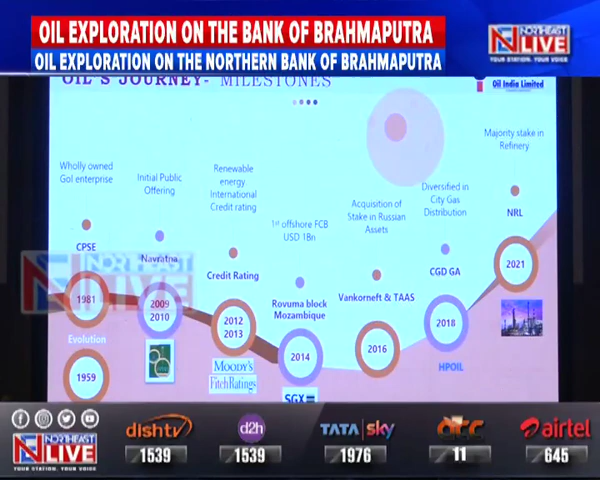 OIL EXPLORATION ON THE BANK OF BRAHMAPUTRA
OIL EXPLORATION ON THE NORTHERN BANK OF BRAHMAPUTRA
NORTHEAST
LIVE
YOUR STATION. YOUR VOICE
OIL'S JOURNEY- MILESTONES
Oil India Limited
Wholly owned
GoI enterprise
CPSE
1981
Evolution
1959
Initial Public
Offering
Navratna
2009
2010
Renewable
energy
International
Credit rating
Credit Rating
2012
2013
MOODY'S
FitchRatings
1st offshore FCB
USD 1Bn
Rovuma block
Mozambique
2014
SGX
Acquisition of
Stake in Russian
Assets
Vankorneft & TAAS
2016
Diversified in
City Gas
Distribution
CGD GA
2018
HPOIL
Majority stake in
Refinery
NRL
2021
NORTHEAST
LIVE
NORTHEAST
LIVE
YOUR STATION. YOUR VOICE
dishtv
1539
d2h
1539
TATA sky
1976
11
airtel
645